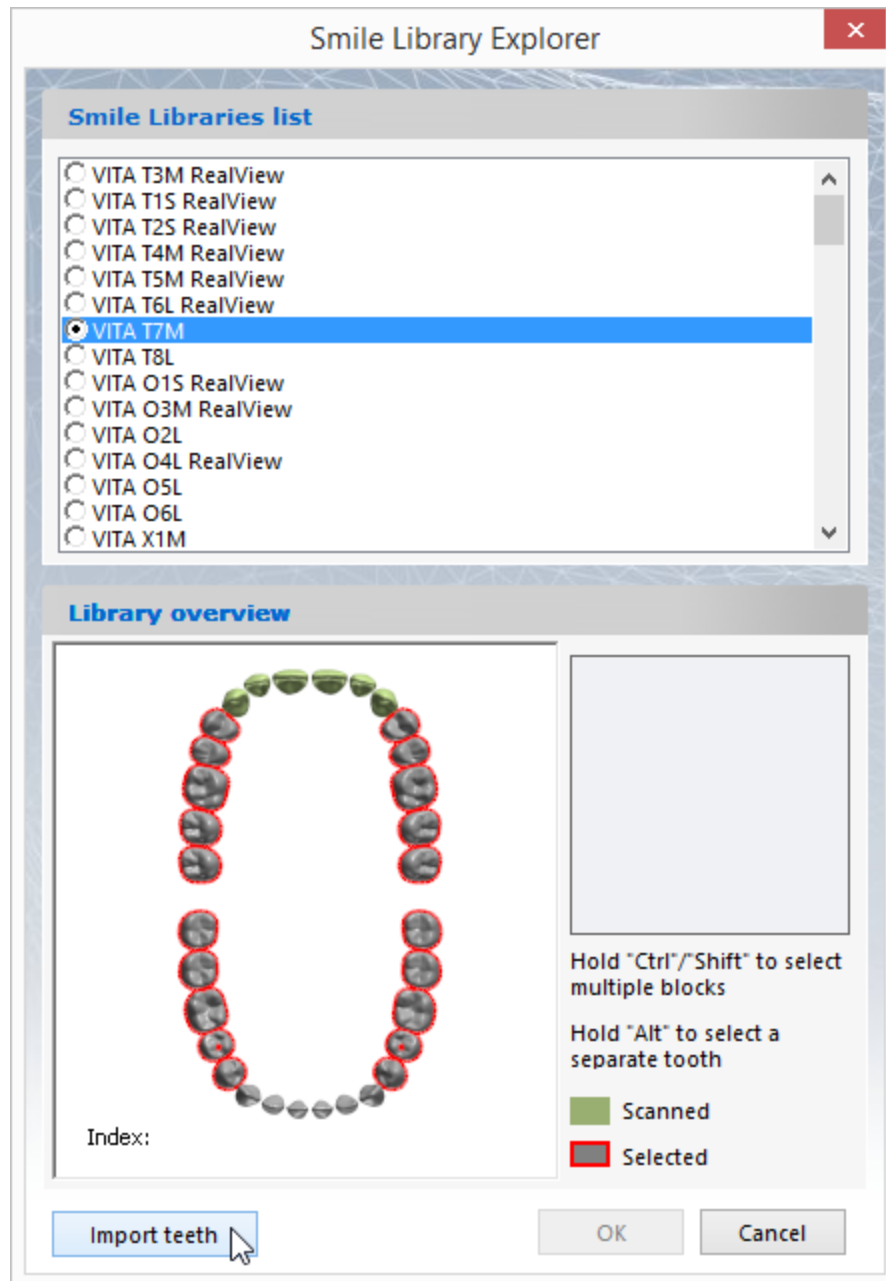 Smile Library Explorer
Smile Libraries list
VITA T3M RealView
VITA T1S RealView
VITA T2S RealView
VITA T4M RealView
VITA T5M RealView
VITA T6L RealView
VITA T7M
VITA T8L
VITA O1S RealView
VITA O3M RealView
VITA O2L
VITA O4L RealView
VITA O5L
VITA O6L
VITA X1M
Library overview
Hold "Ctrl"/"Shift" to select
multiple blocks
Hold "Alt" to select a
separate tooth
Scanned
Selected
Index:
Import teeth
OK
Cancel